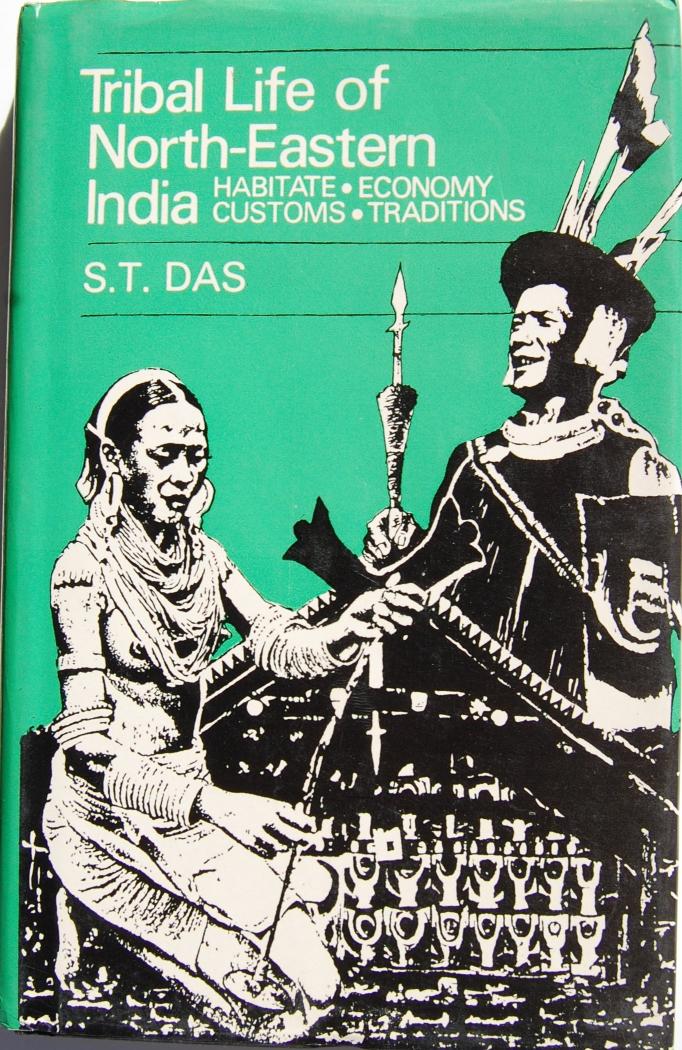 Tribal Life of
North-Eastern
India HABITATE • ECONOMY
CUSTOMS • TRADITIONS
S.T. DAS